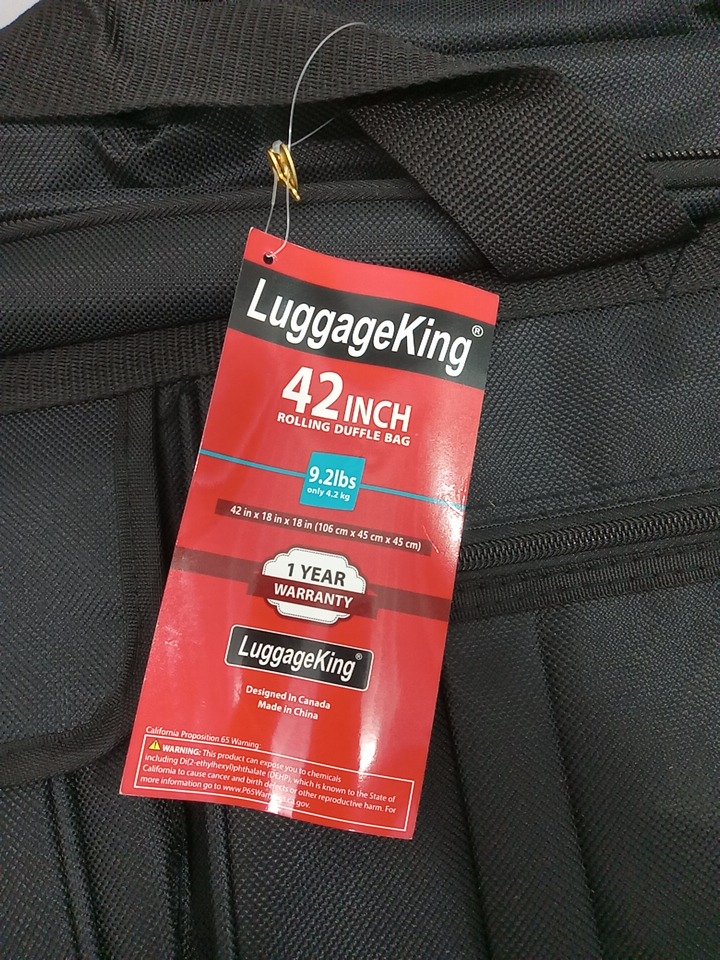 LuggageKing®
42 INCH
ROLLING DUFFLE BAG
9.2lbs
only 4.2 kg
42 in x 18 in x 18 in (106 cm x 45 cm x 45 cm)
1 YEAR
WARRANTY
LuggageKing®
Designed In Canada
Made in China
California Proposition 65 Warning:
WARNING: This product can expose you to chemicals
including Di(2-ethylhexyl)phthalate (DEHP), which is known to the State of
California to cause cancer and birth defects or other reproductive harm. For
more information go to www.P65Warnings.ca.gov